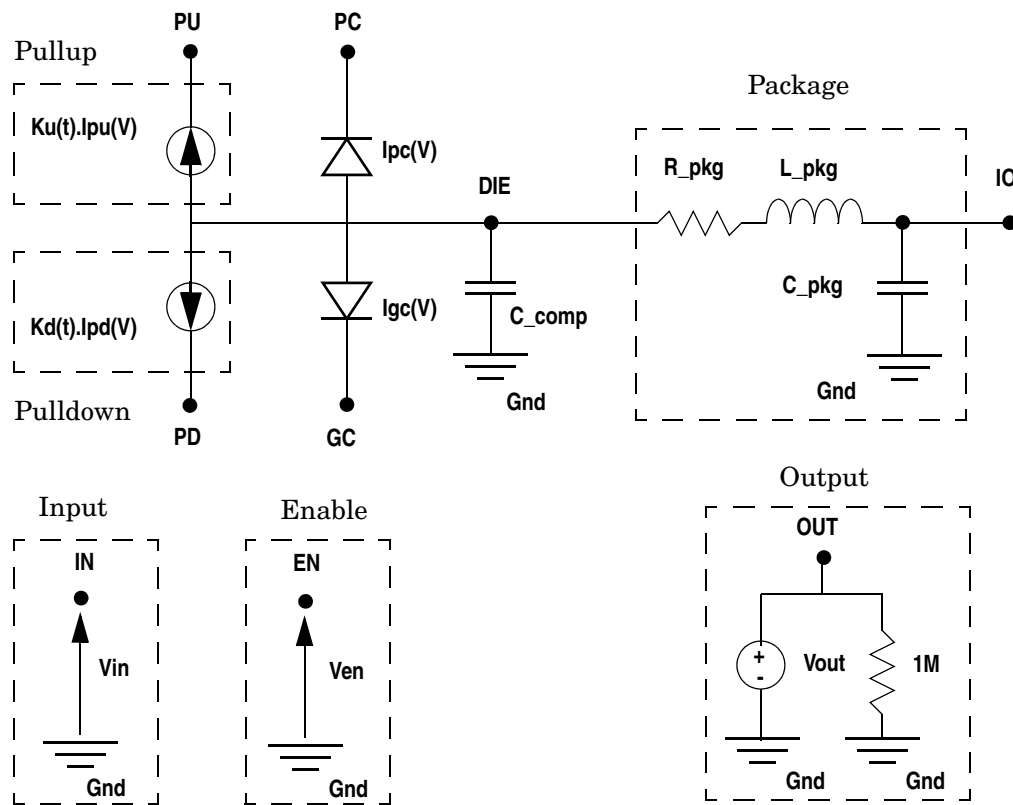 PU
PC
Pullup
Package
Ku(t).Ipu(V)
Ipc(V)
R_pkg
L_pkg
DIE
IO
Igc(V)
C_pkg
C_comp
Kd(t).Ipd(V)
Gnd
Gnd
Pulldown
PD
GC
Input
Enable
Output
OUT
IN
EN
Vin
Ven
+
-
Vout
1M
Gnd
Gnd
Gnd
Gnd